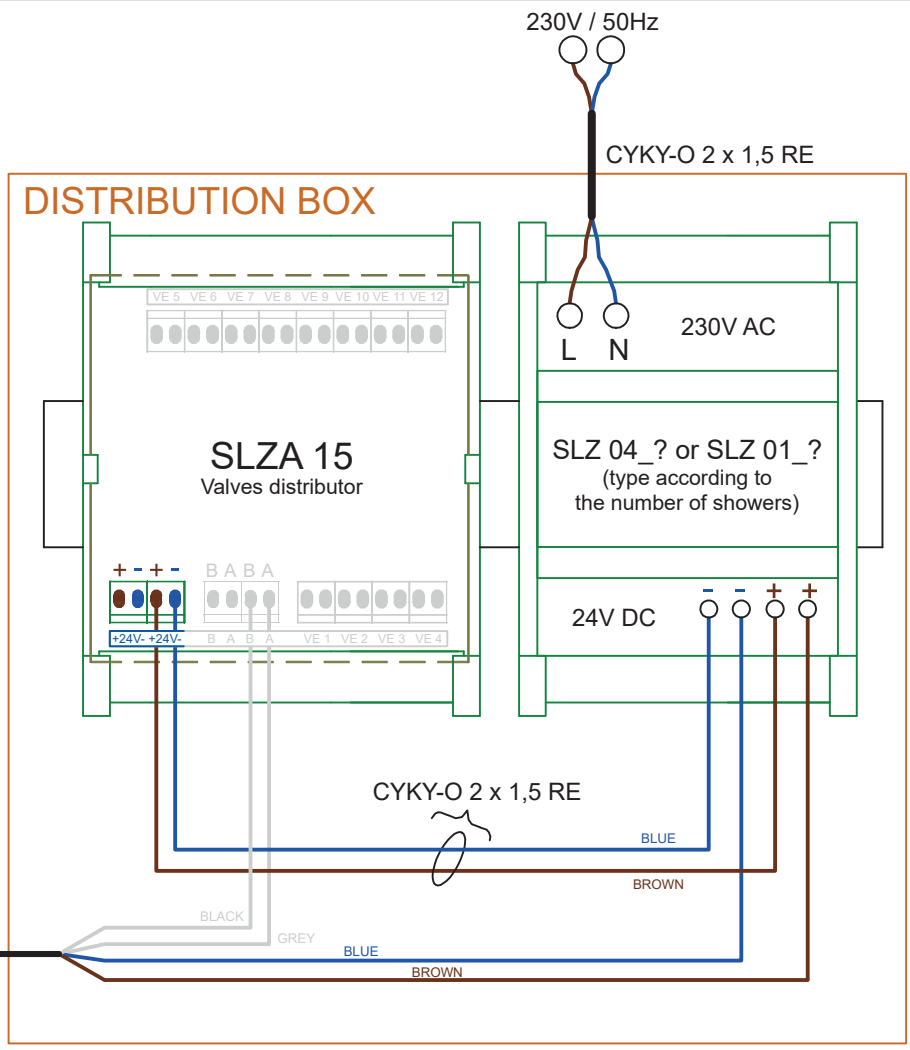 230V / 50Hz
CYKY-O 2 x 1,5 RE
DISTRIBUTION BOX
VE 5 VE 6 VE 7 VE 8 VE 9 VE 10 VE 11 VE 12
230V AC
L N
SLZA 15
Valves distributor
SLZ 04_? or SLZ 01_?
(type according to
the number of showers)
+ - + -
B A B A
+24V- +24V- B A B A VE 1 VE 2 VE 3 VE 4
24V DC
- - + +
CYKY-O 2 x 1,5 RE
BLUE
BROWN
BLACK
GREY
BLUE
BROWN